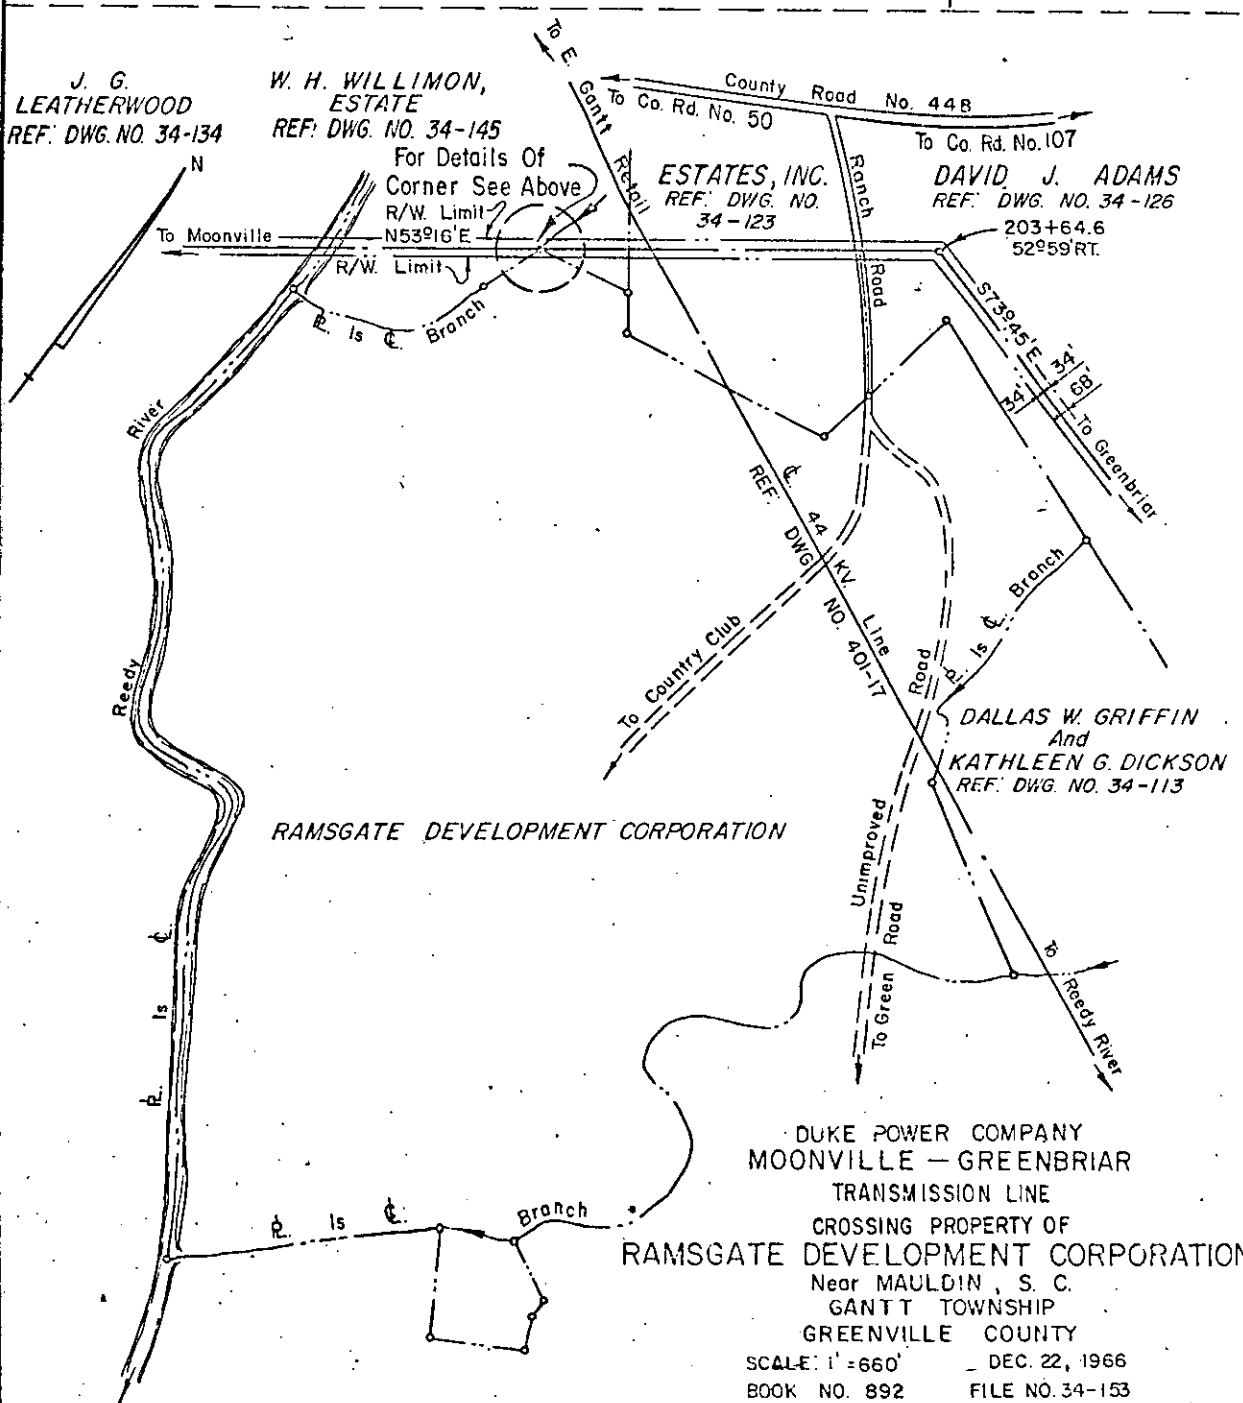 J. G.
LEATHERWOOD
REF: DWG. NO. 34-134
W. H. WILLIMON,
ESTATE
REF: DWG. NO. 34-145
To E. Gantt Retail
County Road No. 448
To Co. Rd. No. 50
To Co. Rd. No. 107
For Details Of
Corner See Above
ESTATES, INC.
REF: DWG. NO.
34-123
DAVID J. ADAMS
REF: DWG. NO. 34-126
203+64.6
52°59'RT.
N
R/W. Limit
To Moonville
N53°16'E
R/W. Limit
Ranch Road
S73°45'E
34'
34'
68'
To Greenbriar
River
℞ Is ℄ Branch
℄ 44 KV. Line
REF: DWG. NO. 401-17
Is ℄ Branch
To Country Club
Reedy
Road
DALLAS W. GRIFFIN
And
KATHLEEN G. DICKSON
REF: DWG. NO. 34-113
RAMSGATE DEVELOPMENT CORPORATION
Unimproved
Road
To Green
To Reedy River
Is ℄
Is ℄ Branch
DUKE POWER COMPANY
MOONVILLE — GREENBRIAR
TRANSMISSION LINE
CROSSING PROPERTY OF
RAMSGATE DEVELOPMENT CORPORATION
Near MAULDIN, S. C.
GANTT TOWNSHIP
GREENVILLE COUNTY
SCALE: 1'=660' DEC. 22, 1966
BOOK NO. 892 FILE NO. 34-153